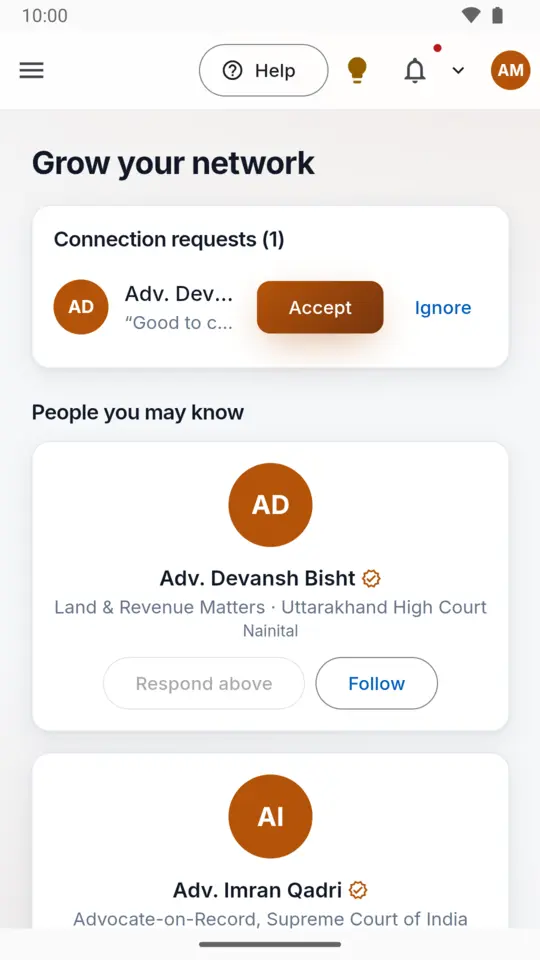 10:00
Help
AM
Grow your network
Connection requests (1)
AD
Adv. Dev...
Accept
Ignore
“Good to c...
People you may know
AD
Adv. Devansh Bisht
Land & Revenue Matters · Uttarakhand High Court
Nainital
Respond above
Follow
AI
Adv. Imran Qadri
Advocate-on-Record, Supreme Court of India